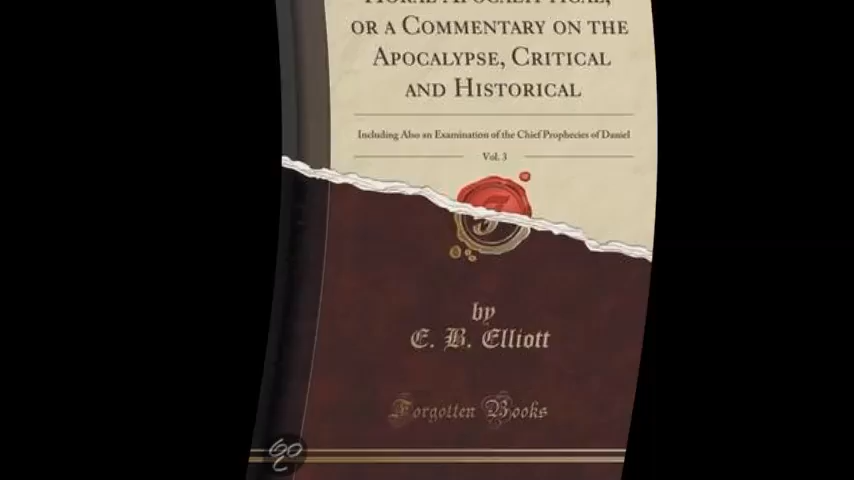 OR A COMMENTARY ON THE
APOCALYPSE, CRITICAL
AND HISTORICAL
Including Also an Examination of the Chief Prophecies of Daniel
Vol. 3
by
E. B. Elliott
Forgotten Books